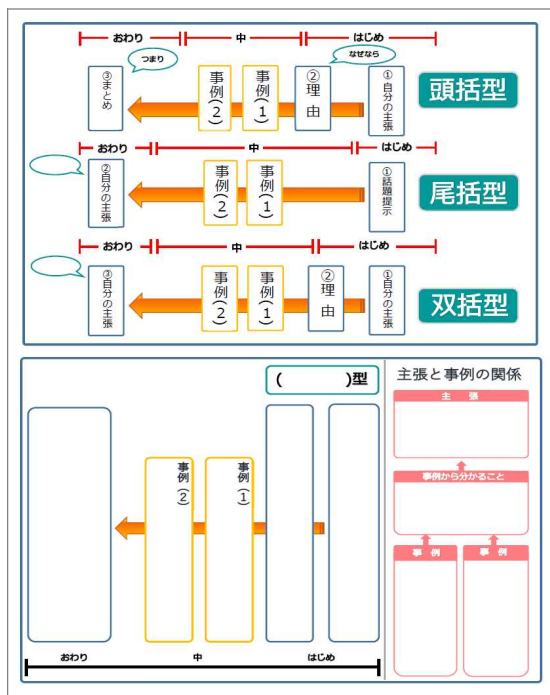 おわり
中
はじめ
つまり
なぜなら
頭括型
①自分の主張
②理由
事例(1)
事例(2)
③まとめ
おわり
中
はじめ
尾括型
①話題提示
事例(1)
事例(2)
②自分の主張
おわり
中
はじめ
双括型
①自分の主張
②理由
事例(1)
事例(2)
③自分の主張
( )型
事例(1)
事例(2)
おわり
中
はじめ
主張と事例の関係
主 張
事例から分かること
事 例
事 例